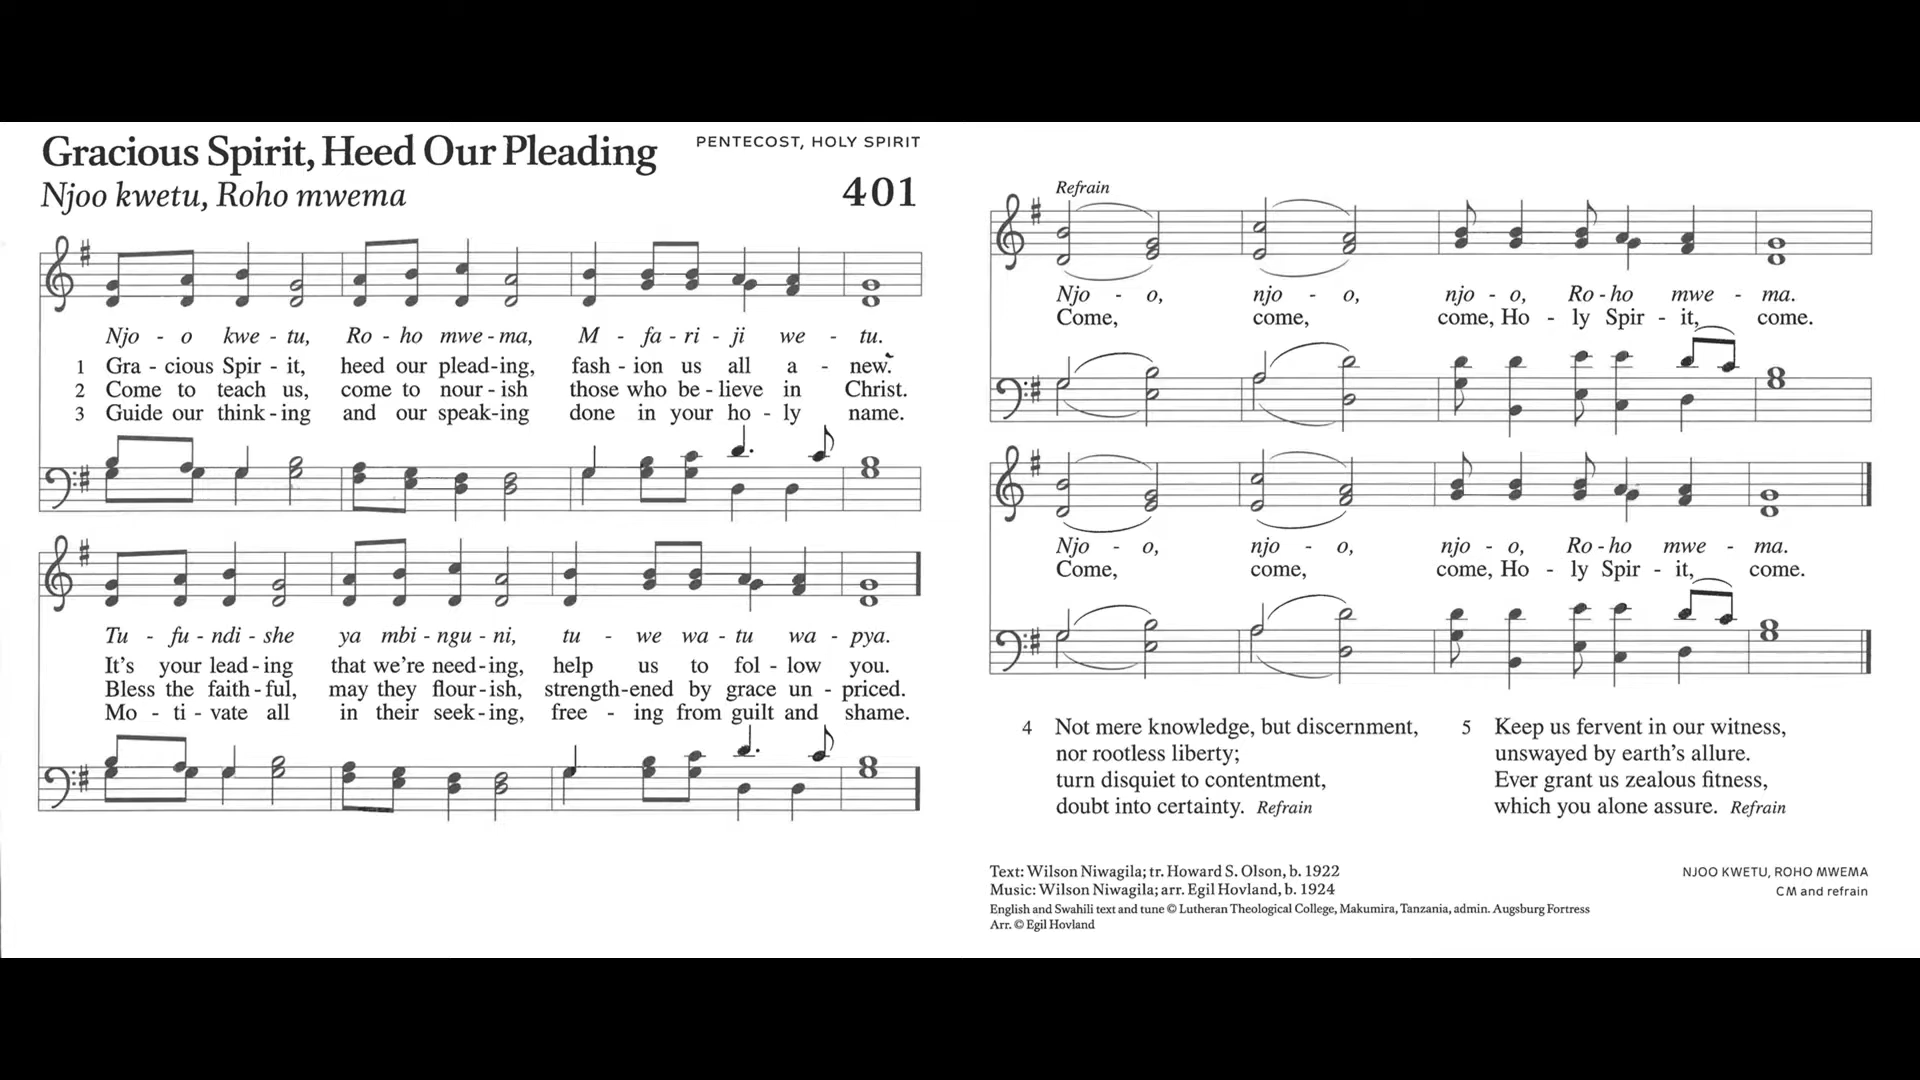 Gracious Spirit, Heed Our Pleading
PENTECOST, HOLY SPIRIT
Njoo kwetu, Roho mwema
401
Njo - o kwe - tu, Ro - ho mwe - ma, M - fa - ri - ji we - tu.
1 Gra - cious Spir - it, heed our plead - ing, fash - ion us all a - new.
2 Come to teach us, come to nour - ish those who be - lieve in Christ.
3 Guide our think - ing and our speak - ing done in your ho - ly name.
Tu - fu - ndi - she ya mbi - ngu - ni, tu - we wa - tu wa - pya.
It's your lead - ing that we're need - ing, help us to fol - low you.
Bless the faith - ful, may they flour - ish, strength - ened by grace un - priced.
Mo - ti - vate all in their seek - ing, free - ing from guilt and shame.
Refrain
Njo - o, njo - o, njo - o, Ro - ho mwe - ma.
Come, come, come, Ho - ly Spir - it, come.
Njo - o, njo - o, njo - o, Ro - ho mwe - ma.
Come, come, come, Ho - ly Spir - it, come.
4 Not mere knowledge, but discernment,
nor rootless liberty;
turn disquiet to contentment,
doubt into certainty. Refrain
5 Keep us fervent in our witness,
unswayed by earth's allure.
Ever grant us zealous fitness,
which you alone assure. Refrain
Text: Wilson Niwagila; tr. Howard S. Olson, b. 1922
Music: Wilson Niwagila; arr. Egil Hovland, b. 1924
English and Swahili text and tune © Lutheran Theological College, Makumira, Tanzania, admin. Augsburg Fortress
Arr. © Egil Hovland
NJOO KWETU, ROHO MWEMA
CM and refrain